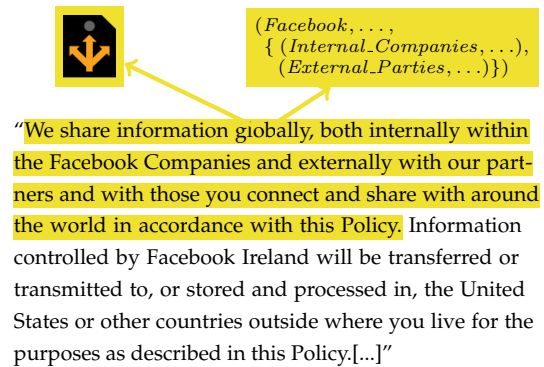 (Facebook, . . . ,
{ (Internal_Companies, . . .),
(External_Parties, . . .)})
“We share information giobally, both internally within
the Facebook Companies and externally with our part-
ners and with those you connect and share with around
the world in accordance with this Policy. Information
controlled by Facebook Ireland will be transferred or
transmitted to, or stored and processed in, the United
States or other countries outside where you live for the
purposes as described in this Policy.[...]”